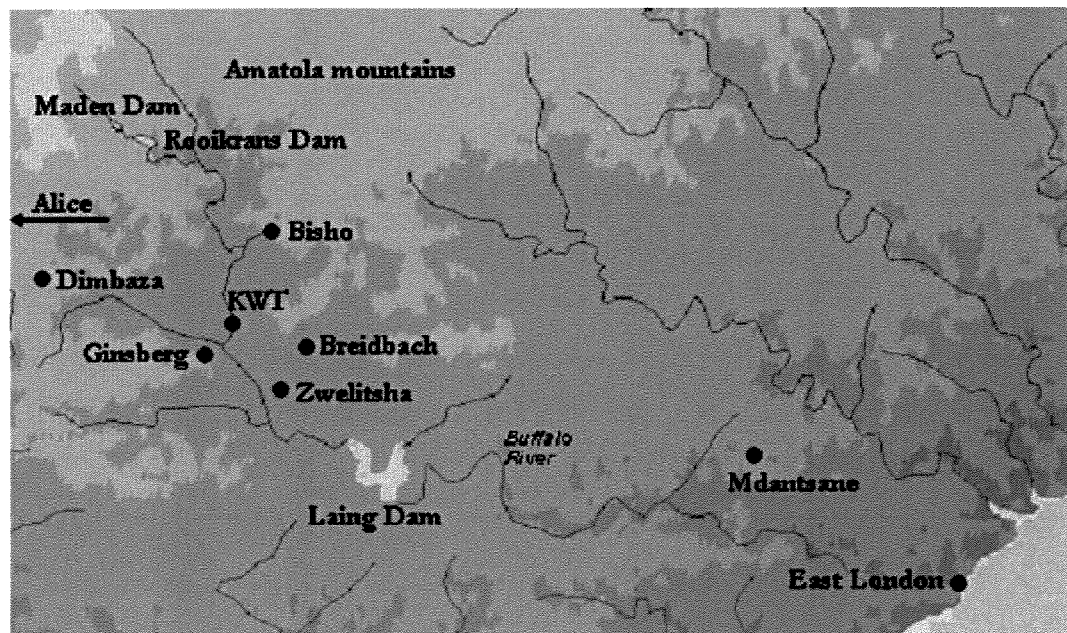 Amatola mountains
Maden Dam
Rooikrans Dam
Alice
Bisho
Dimbaza
KWT
Ginsberg
Breidbach
Zwelitsha
Buffalo
River
Mdantsane
Laing Dam
East London